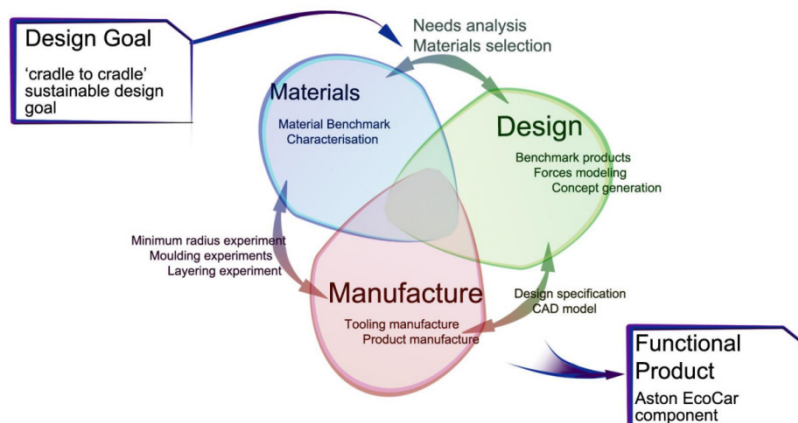 Design Goal
‘cradle to cradle’
sustainable design
goal
Needs analysis
Materials selection
Materials
Material Benchmark
Characterisation
Design
Benchmark products
Forces modeling
Concept generation
Minimum radius experiment
Moulding experiments
Layering experiment
Manufacture
Tooling manufacture
Product manufacture
Design specification
CAD model
Functional
Product
Aston EcoCar
component